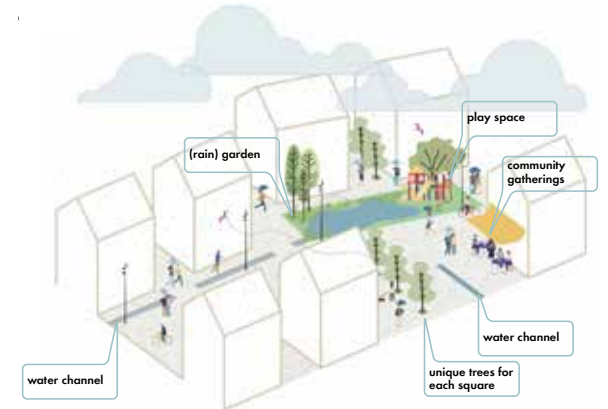 play space
(rain) garden
community
gatherings
water channel
unique trees for
each square
water channel